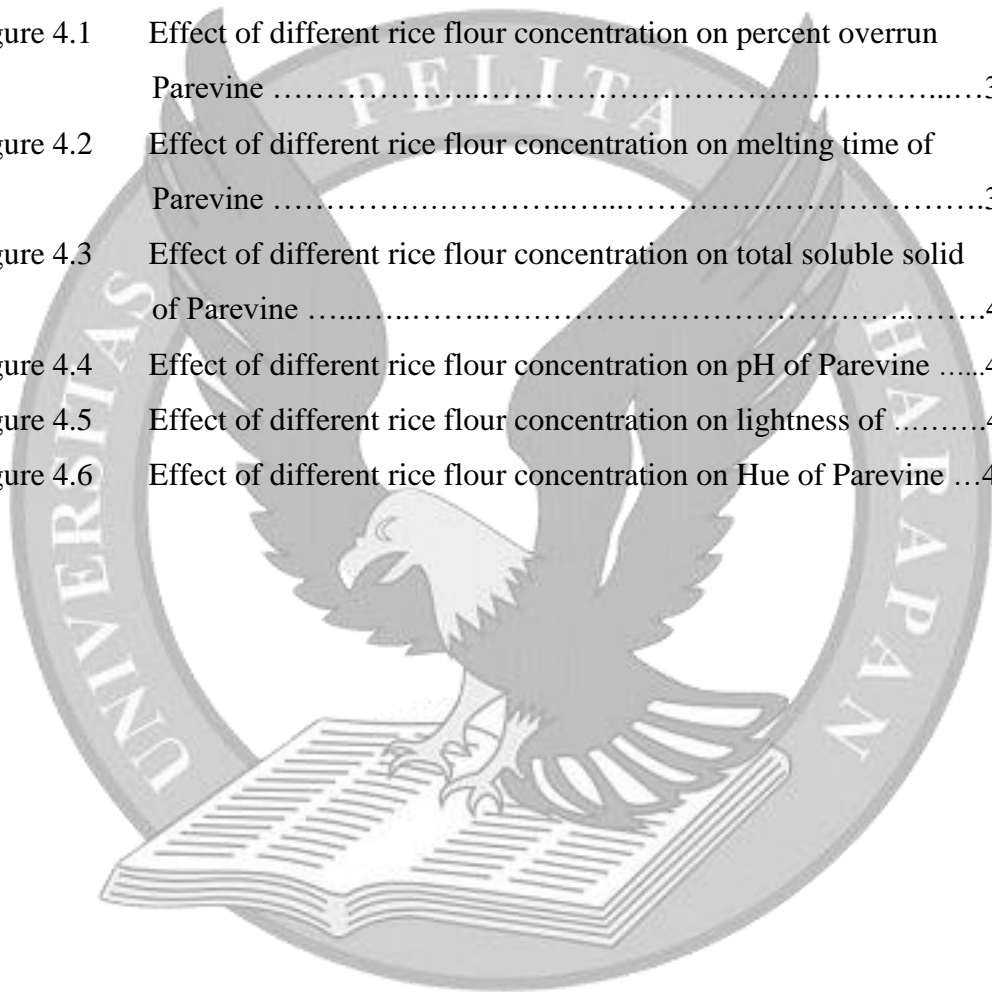 gure 4.1 Effect of different rice flour concentration on percent overrun
Parevine ……………….…..………………………………………...….3
gure 4.2 Effect of different rice flour concentration on melting time of
Parevine ………………………..…...……………………………….3
gure 4.3 Effect of different rice flour concentration on total soluble solid
of Parevine …...…...……..………………………………………..…….4
gure 4.4 Effect of different rice flour concentration on pH of Parevine …...4
gure 4.5 Effect of different rice flour concentration on lightness of ……….4
gure 4.6 Effect of different rice flour concentration on Hue of Parevine …4
UNIVERSITAS PELITA HARAPAN